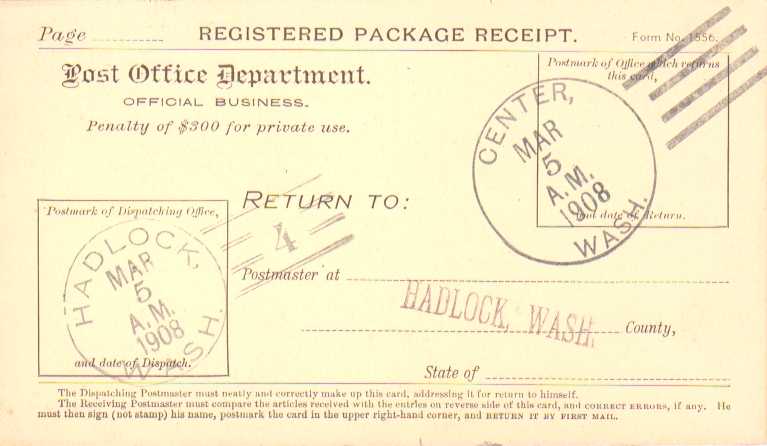 Page
REGISTERED PACKAGE RECEIPT.
Form No. 1556.
Post Office Department.
OFFICIAL BUSINESS.
Penalty of $300 for private use.
Postmark of Office which returns
this card,
CENTER,
MAR
5
A.M.
1908
WASH.
and date of Return.
RETURN TO:
Postmark of Dispatching Office,
HADLOCK,
MAR
5
A.M.
1908
WASH.
and date of Dispatch.
4
Postmaster at
HADLOCK, WASH.
County,
State of
The Dispatching Postmaster must neatly and correctly make up this card, addressing it for return to himself.
The Receiving Postmaster must compare the articles received with the entries on reverse side of this card, and CORRECT ERRORS, if any. He
must then sign (not stamp) his name, postmark the card in the upper right-hand corner, and RETURN IT BY FIRST MAIL.